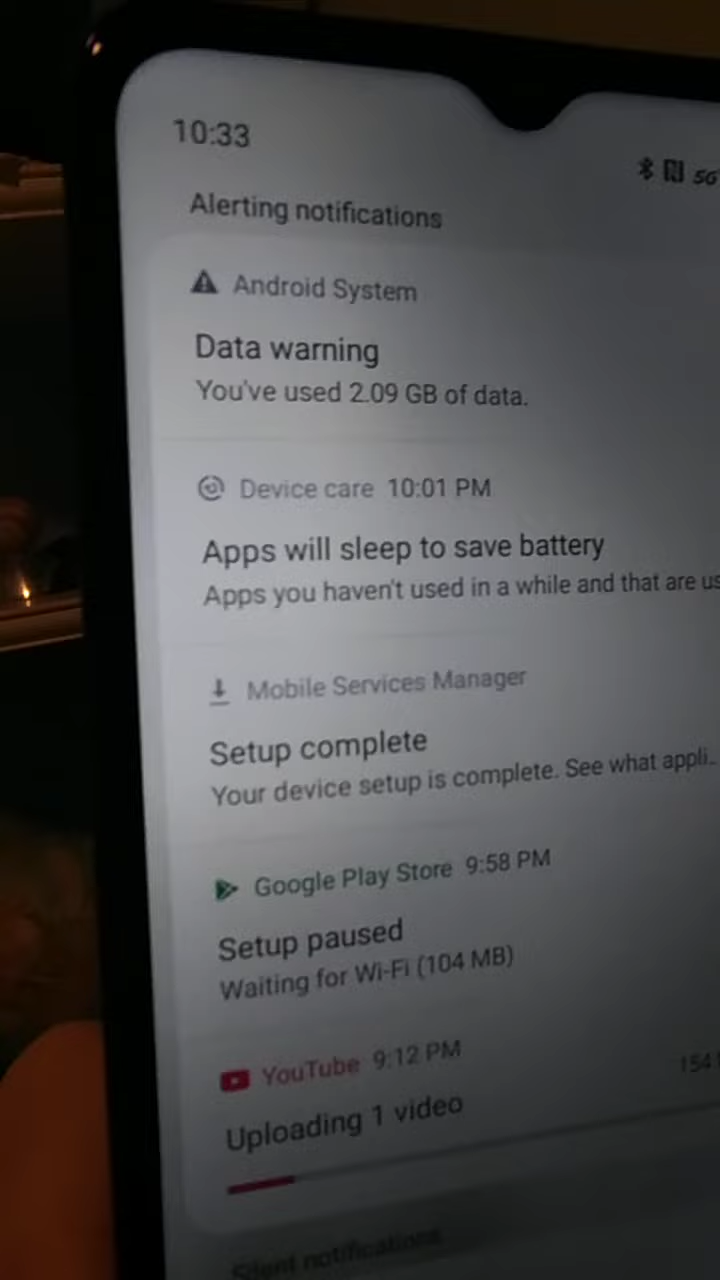 10:33
5G
Alerting notifications
Android System
Data warning
You've used 2.09 GB of data.
Device care 10:01 PM
Apps will sleep to save battery
Apps you haven't used in a while and that are us
Mobile Services Manager
Setup complete
Your device setup is complete. See what appli..
Google Play Store 9:58 PM
Setup paused
Waiting for Wi-Fi (104 MB)
YouTube 9:12 PM
154
Uploading 1 video
Silent notifications